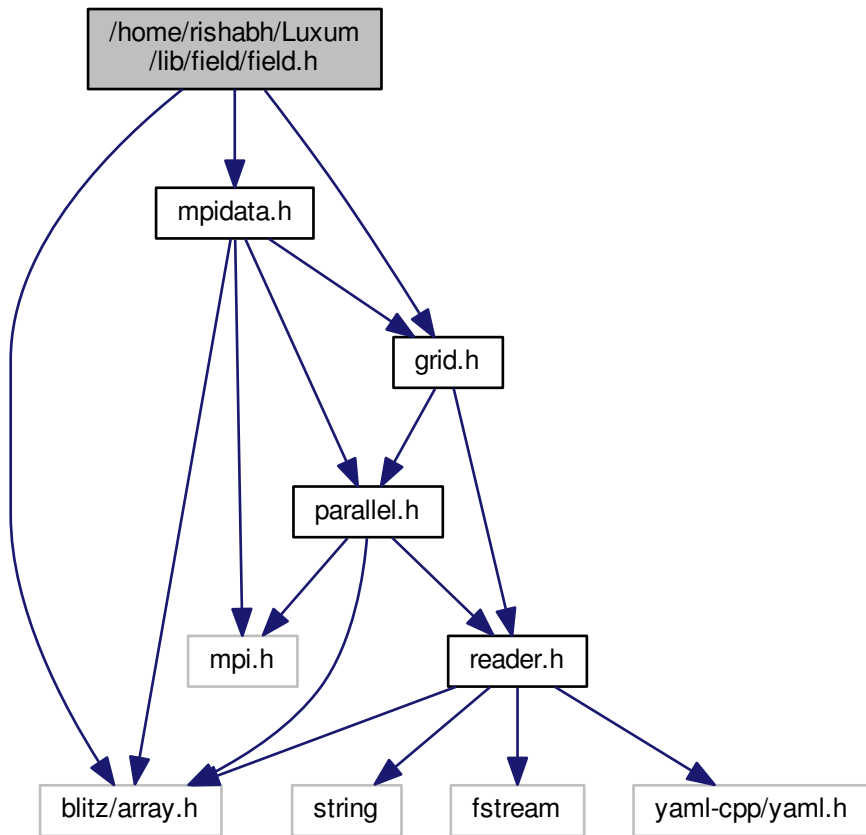 /home/rishabh/Luxum
/lib/field/field.h
mpidata.h
grid.h
parallel.h
mpi.h
reader.h
blitz/array.h
string
fstream
yaml-cpp/yaml.h